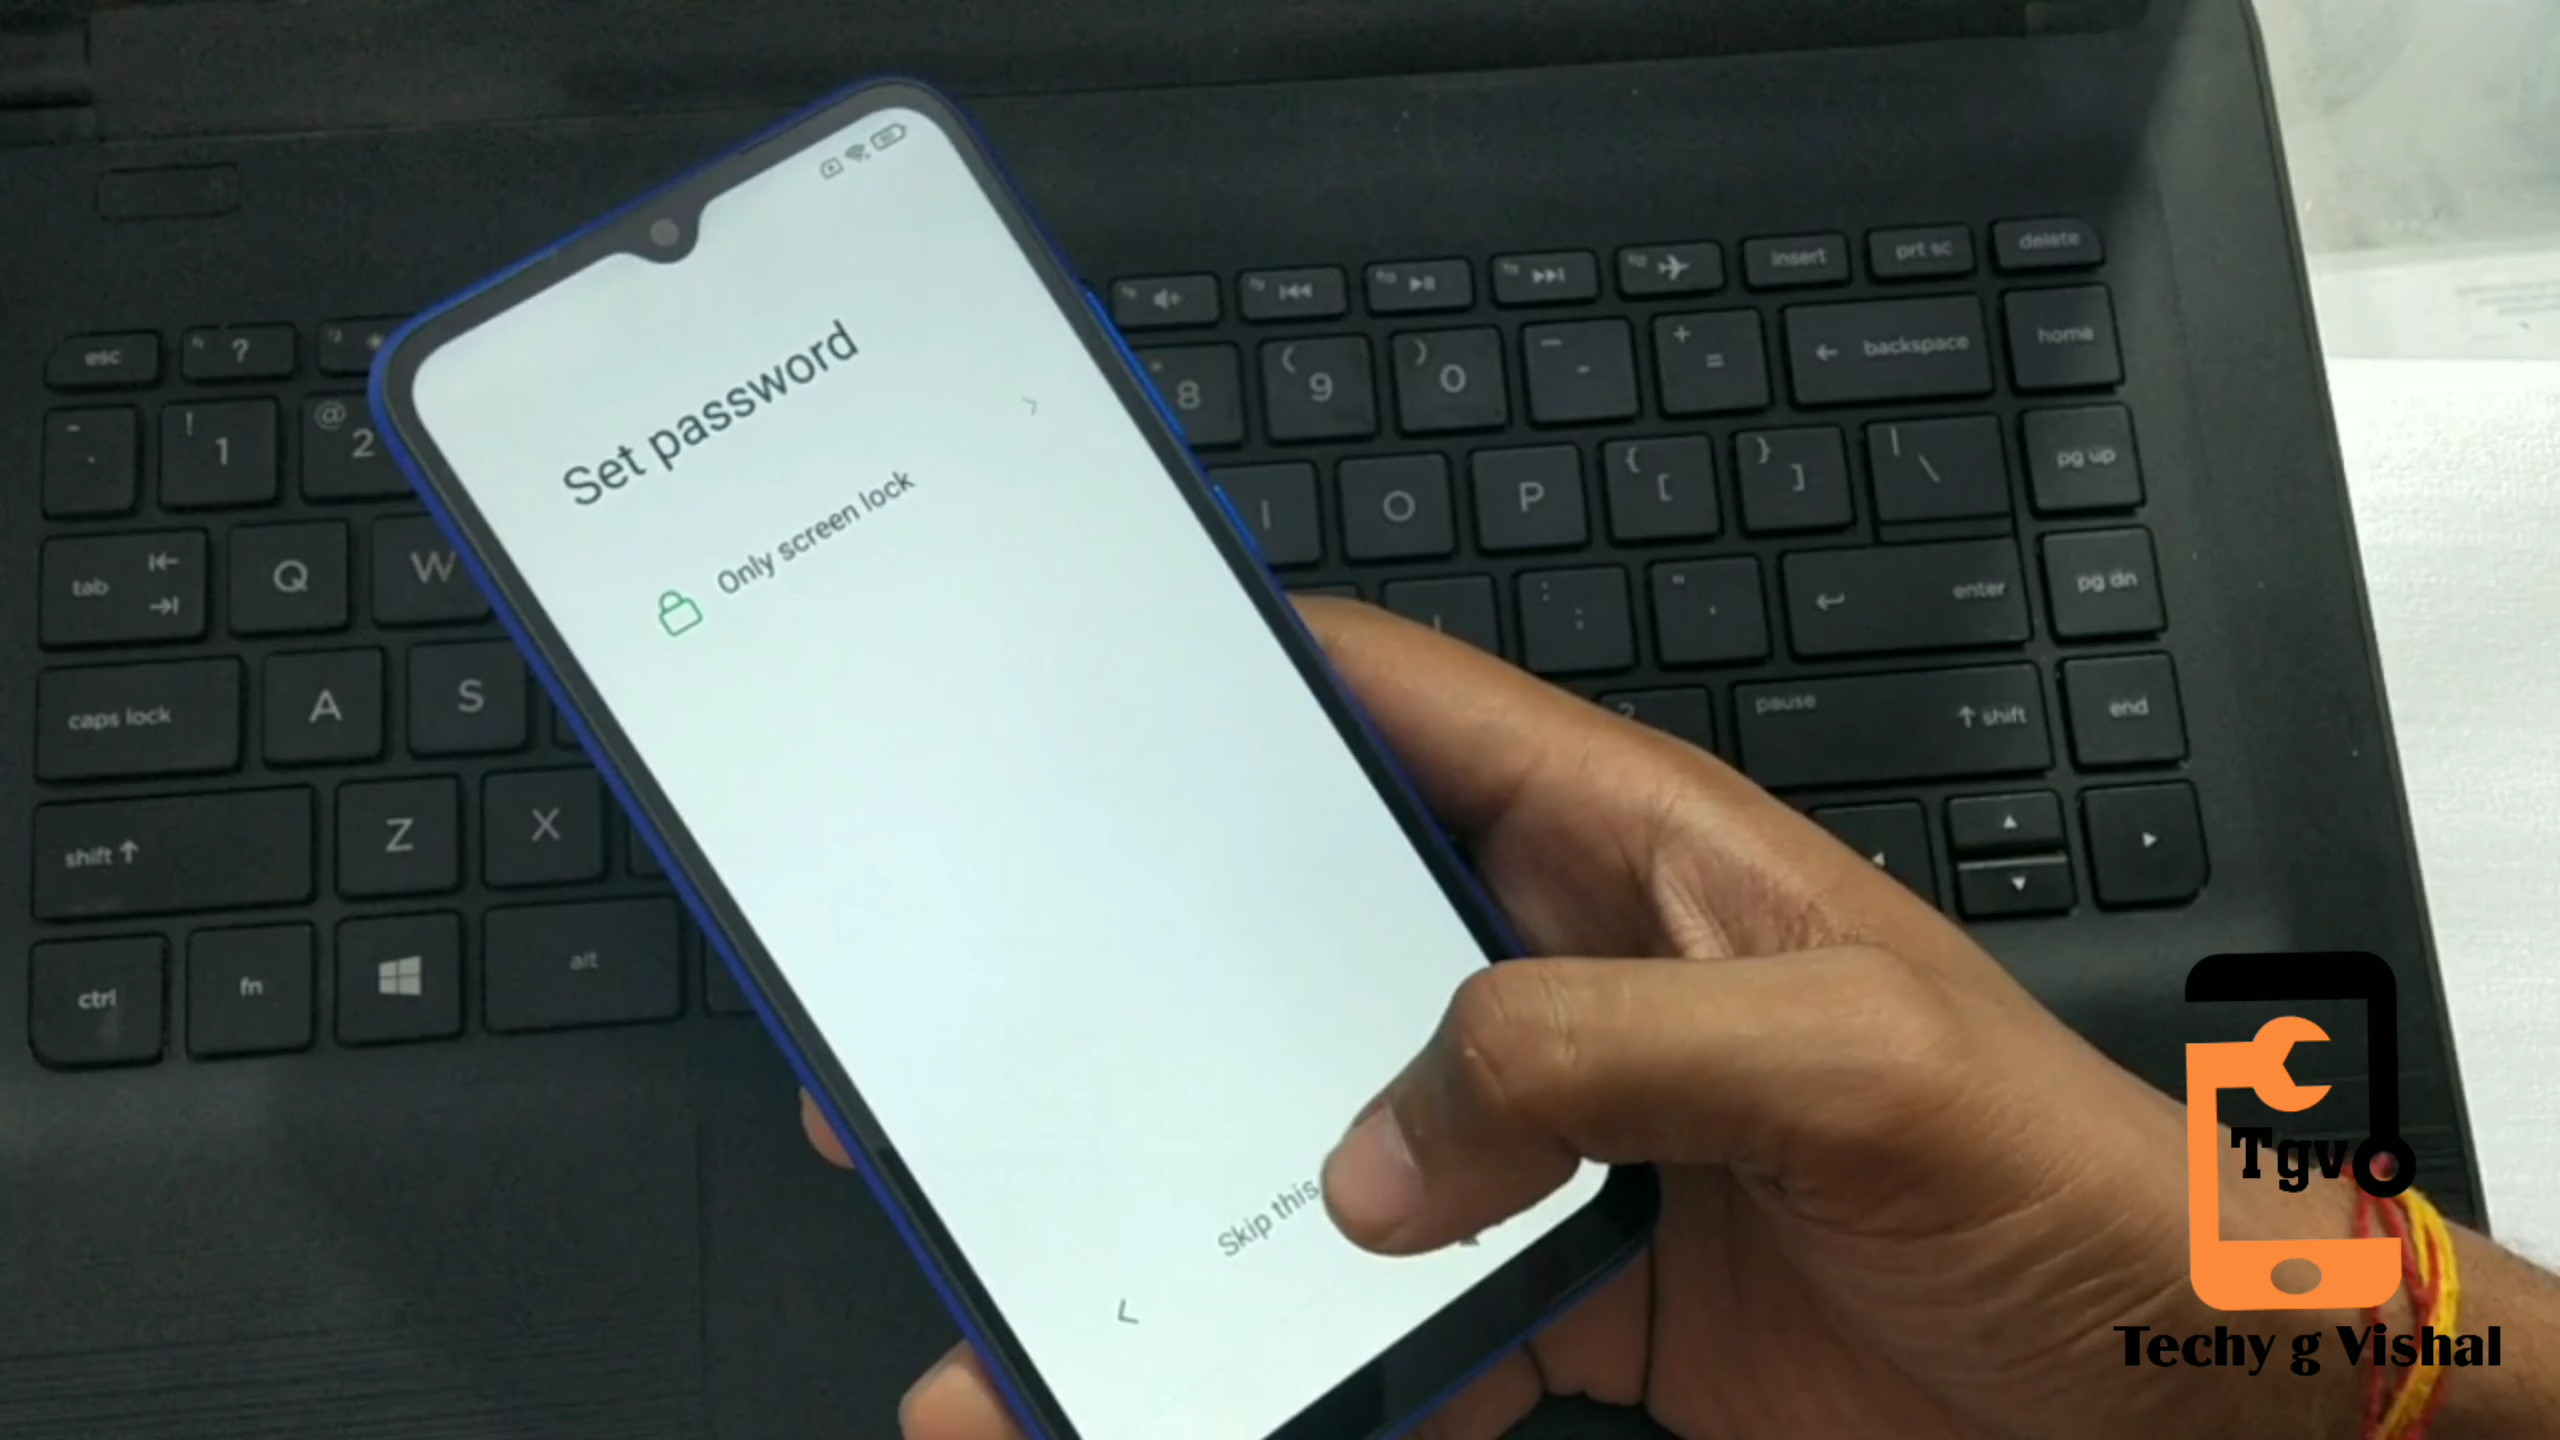 Set password
Only screen lock
Skip this
esc
?
insert
prt sc
delete
! 1
@ 2
* 8
( 9
) 0
- 
+ =
backspace
home
tab
Q
W
I
O
P
{ [
} ]
| \
pg up
caps lock
A
S
: ;
" '
enter
pg dn
shift
Z
X
?
pause
shift
end
ctrl
fn
alt
Tgv
Techy g Vishal